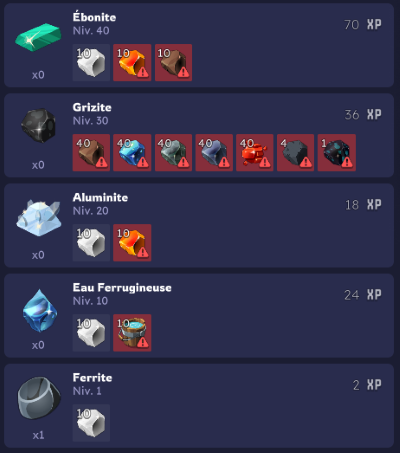 Ébonite
Niv. 40
70 XP
10 10 10
x0
Grizite
Niv. 30
36 XP
40 40 40 40 40 4 1
x0
Aluminite
Niv. 20
18 XP
10 10
x0
Eau Ferrugineuse
Niv. 10
24 XP
10 10
x0
Ferrite
Niv. 1
2 XP
10
x1